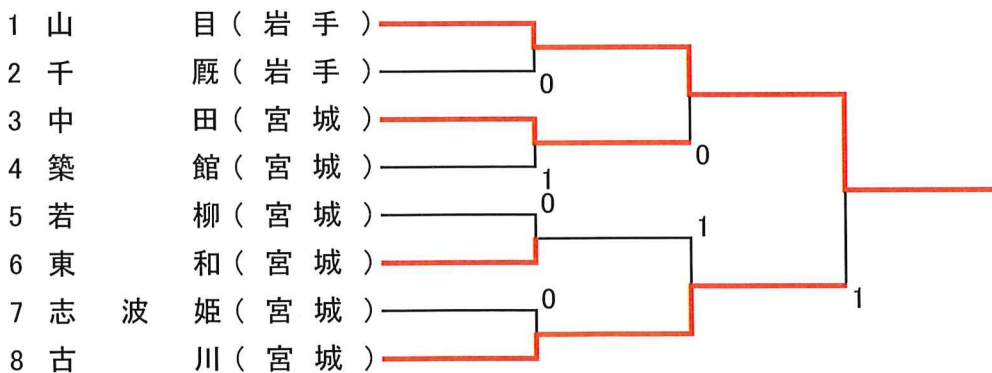 1 山 目 ( 岩 手 )
2 千 厩 ( 岩 手 )
0
3 中 田 ( 宮 城 )
0
4 築 館 ( 宮 城 )
1
0
5 若 柳 ( 宮 城 )
1
6 東 和 ( 宮 城 )
0
1
7 志 波 姫 ( 宮 城 )
8 古 川 ( 宮 城 )